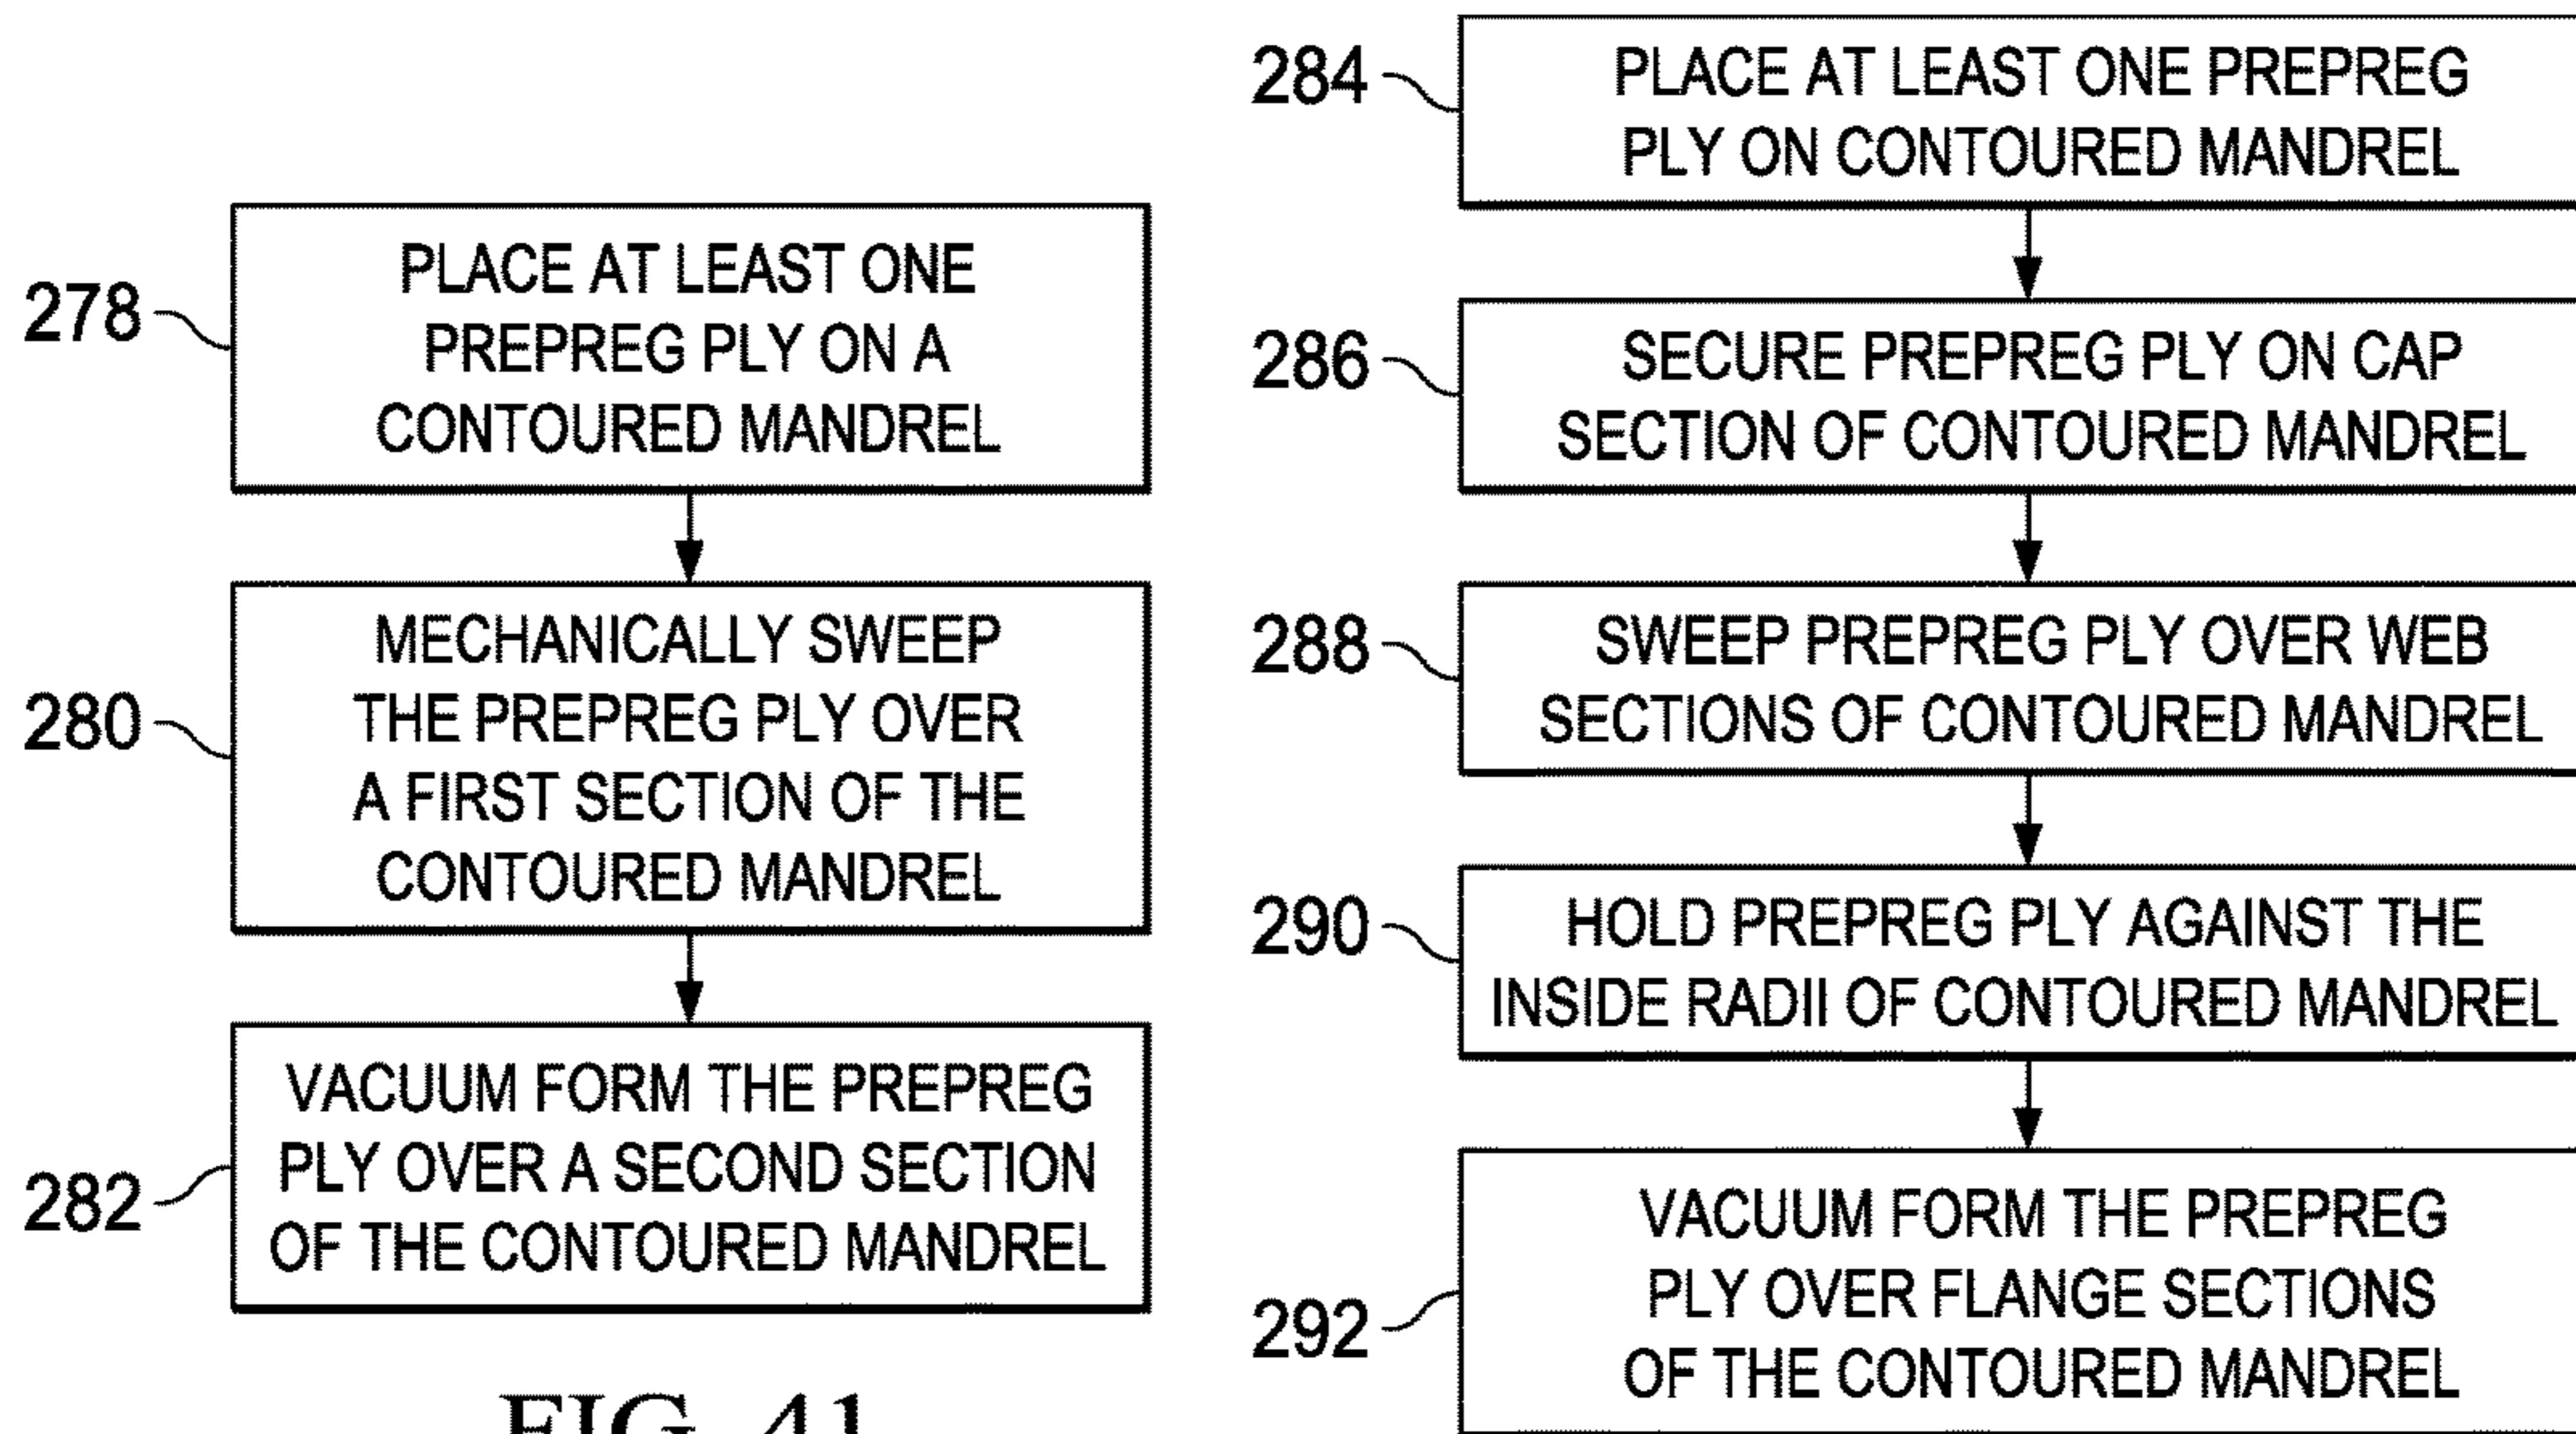 278
PLACE AT LEAST ONE
PREPREG PLY ON A
CONTOURED MANDREL
280
MECHANICALLY SWEEP
THE PREPREG PLY OVER
A FIRST SECTION OF THE
CONTOURED MANDREL
282
VACUUM FORM THE PREPREG
PLY OVER A SECOND SECTION
OF THE CONTOURED MANDREL
FIG. 41
284
PLACE AT LEAST ONE PREPREG
PLY ON CONTOURED MANDREL
286
SECURE PREPREG PLY ON CAP
SECTION OF CONTOURED MANDREL
288
SWEEP PREPREG PLY OVER WEB
SECTIONS OF CONTOURED MANDREL
290
HOLD PREPREG PLY AGAINST THE
INSIDE RADII OF CONTOURED MANDREL
292
VACUUM FORM THE PREPREG
PLY OVER FLANGE SECTIONS
OF THE CONTOURED MANDREL